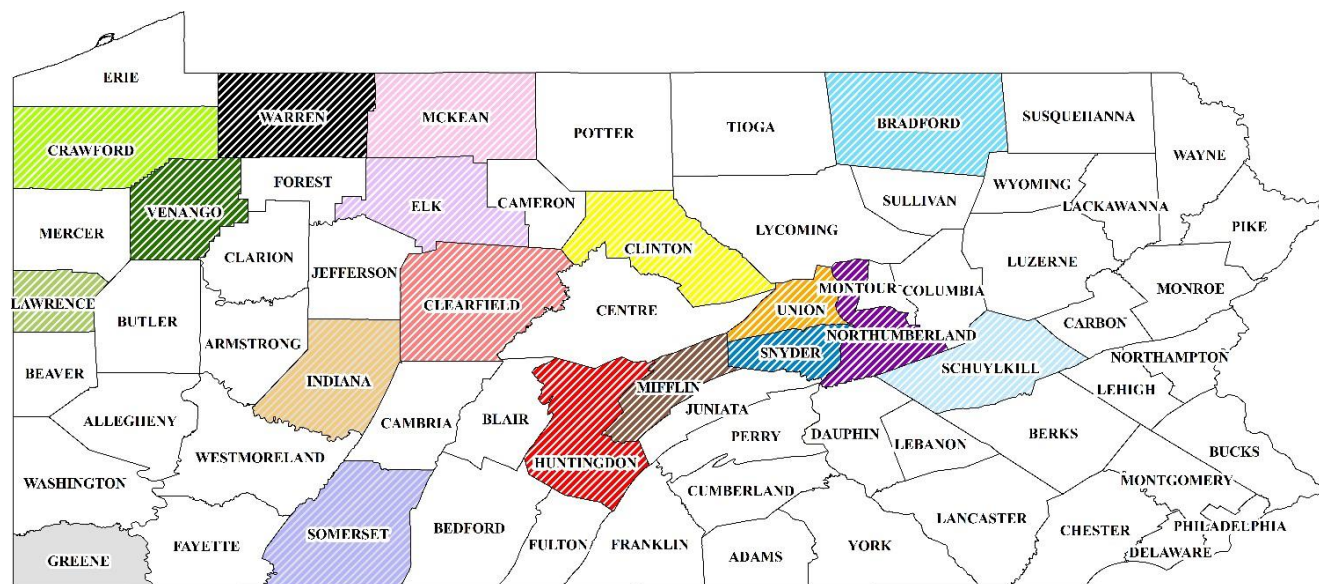 ERIE
WARREN
MCKEAN
POTTER
TIOGA
BRADFORD
SUSQUEHANNA
WAYNE
CRAWFORD
FOREST
ELK
CAMERON
SULLIVAN
WYOMING
LACKAWANNA
PIKE
MERCER
VENANGO
CLARION
JEFFERSON
CLINTON
LYCOMING
LUZERNE
MONROE
LAWRENCE
BUTLER
CLEARFIELD
CENTRE
UNION
MONTOUR
COLUMBIA
CARBON
ARMSTRONG
NORTHUMBERLAND
SNYDER
NORTHAMPTON
BEAVER
INDIANA
MIFFLIN
SCHUYLKILL
LEHIGH
ALLEGHENY
CAMBRIA
BLAIR
JUNIATA
PERRY
DAUPHIN
LEBANON
BERKS
BUCKS
WESTMORELAND
HUNTINGDON
WASHINGTON
CUMBERLAND
MONTGOMERY
SOMERSET
BEDFORD
LANCASTER
CHESTER
PHILADELPHIA
GREENE
FAYETTE
FULTON
FRANKLIN
ADAMS
YORK
DELAWARE